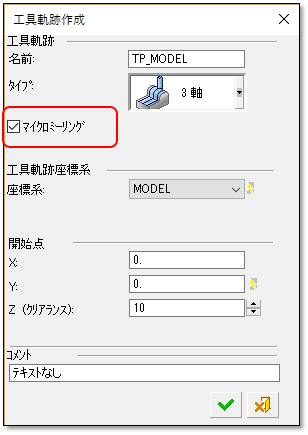 工具軌跡作成
工具軌跡
名前: TP_MODEL
タイプ: 3 軸
マイクロミーリング
工具軌跡座標系
座標系: MODEL
開始点
X: 0.
Y: 0.
Z (クリアランス): 10
コメント
テキストなし